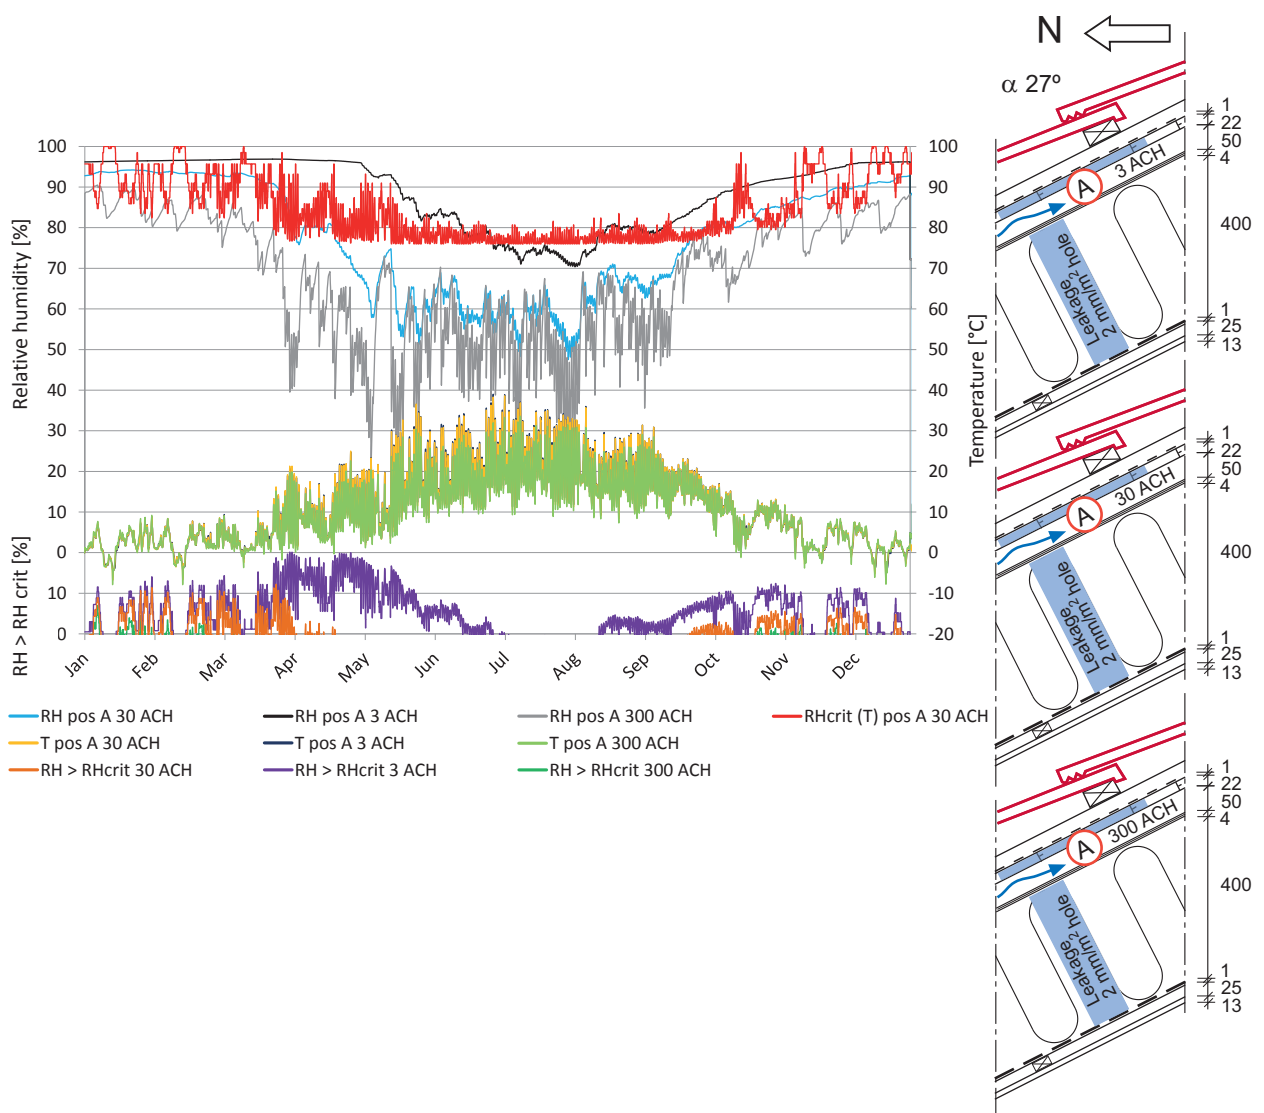 N
α 27º
Relative humidity [%]
RH > RH crit [%]
100
90
80
70
60
50
40
30
20
10
0
10
0
100
90
80
70
60
50
40
30
20
10
0
-10
-20
Temperature [°C]
Jan
Feb
Mar
Apr
May
Jun
Jul
Aug
Sep
Oct
Nov
Dec
RH pos A 30 ACH
RH pos A 3 ACH
RH pos A 300 ACH
RHcrit (T) pos A 30 ACH
T pos A 30 ACH
T pos A 3 ACH
T pos A 300 ACH
RH > RHcrit 30 ACH
RH > RHcrit 3 ACH
RH > RHcrit 300 ACH
3 ACH
A
Leakage
2 mm/m² hole
1
22
50
4
400
1
25
13
30 ACH
A
Leakage
2 mm/m² hole
1
22
50
4
400
1
25
13
300 ACH
A
Leakage
2 mm/m² hole
1
22
50
4
400
1
25
13